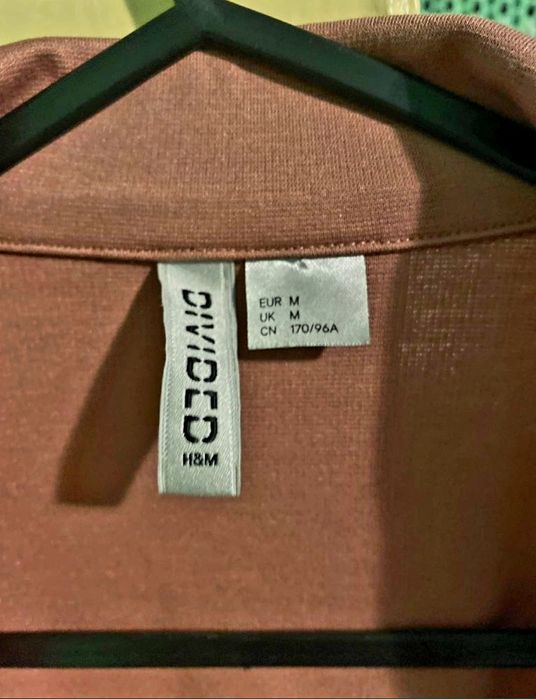 DIVIDED
H&M
EUR M
UK M
CN 170/96A